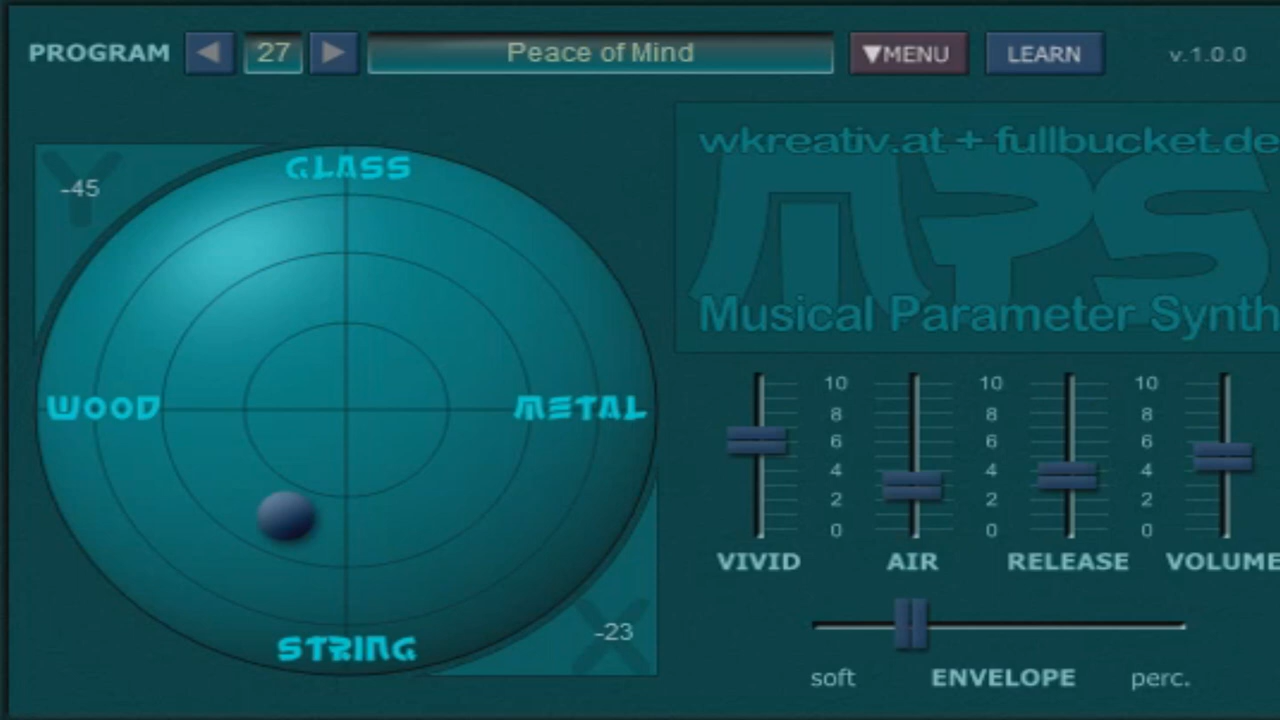 PROGRAM 27 Peace of Mind ▼MENU LEARN v.1.0.0
wkreativ.at + fullbucket.de
MPS
Musical Parameter Synth
Y
-45
GLASS
WOOD METAL
STRING
-23
X
10 10 10
8 8 8
6 6 6
4 4 4
2 2 2
0 0 0
VIVID AIR RELEASE VOLUME
soft ENVELOPE perc.